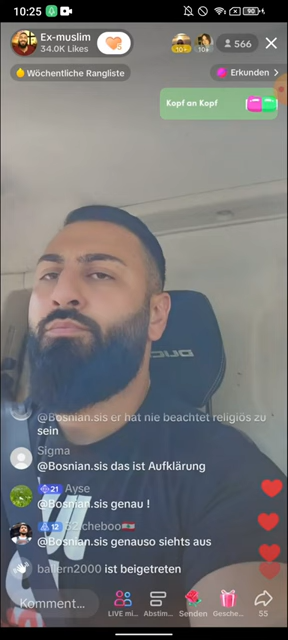 10:25
90
Ex-muslim
34.0K Likes
10+
10+
566
Wöchentliche Rangliste
Erkunden
Kopf an Kopf
@Bosnian.sis er hat nie beachtet religiös zu
sein
Sigma
@Bosnian.sis das ist Aufklärung
21 Ayse
@Bosnian.sis genau !
12
@Bosnian.sis genauso siehts aus
ballern2000 ist beigetreten
Komment...
LIVE mi...
Abstim...
Senden
Gesche...
55